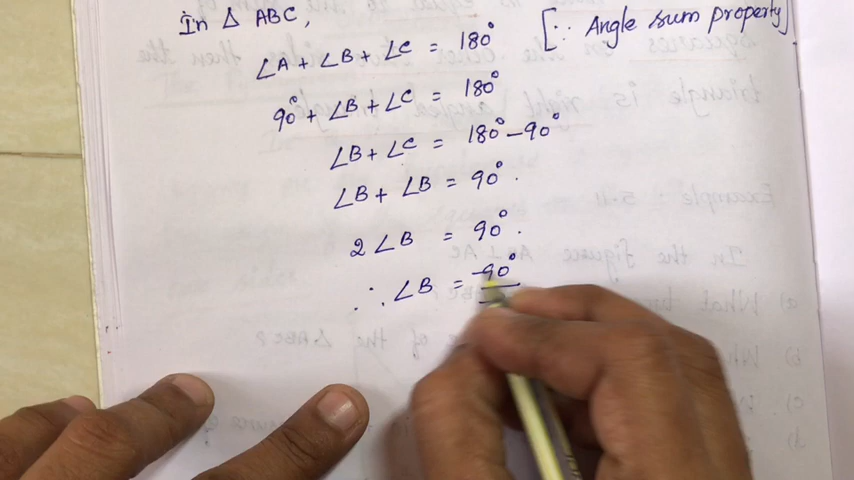 In Δ ABC,
∠A + ∠B + ∠C = 180° [∵ Angle sum property]
90° + ∠B + ∠C = 180°
∠B + ∠C = 180° - 90°
∠B + ∠B = 90°.
2 ∠B = 90°.
∴ ∠B = 90°